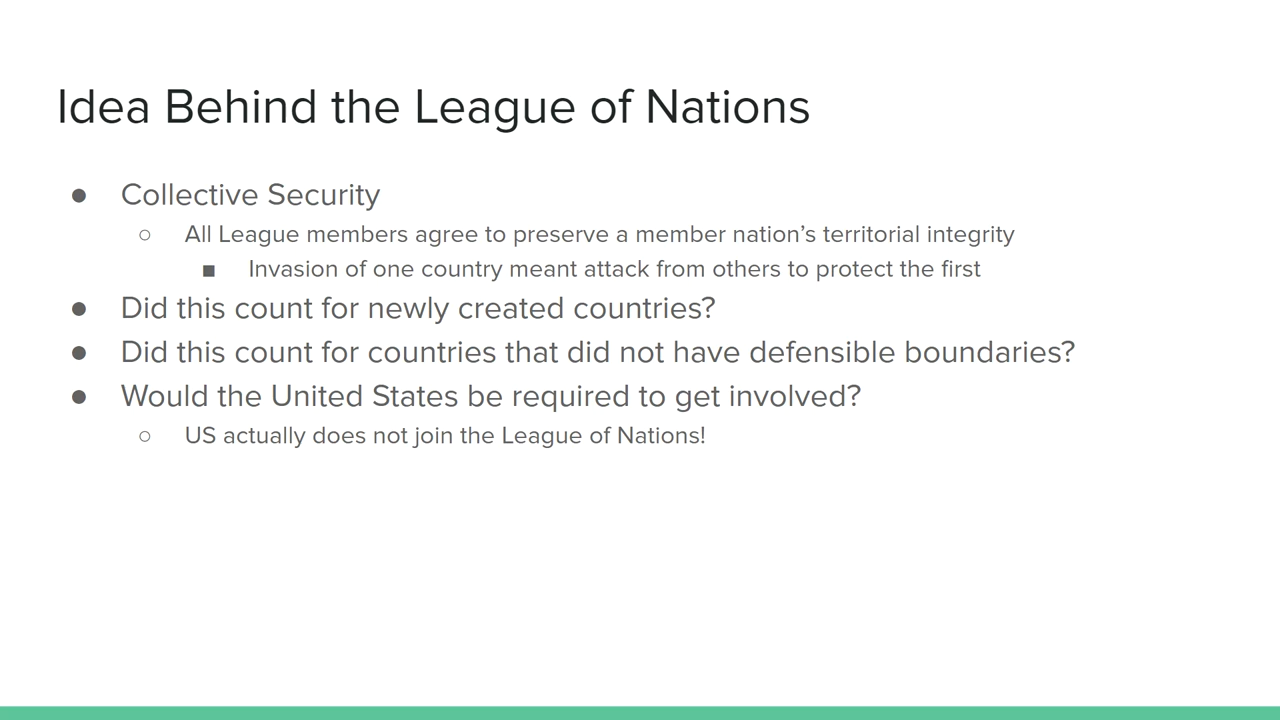 Idea Behind the League of Nations
● Collective Security
○ All League members agree to preserve a member nation’s territorial integrity
■ Invasion of one country meant attack from others to protect the first
● Did this count for newly created countries?
● Did this count for countries that did not have defensible boundaries?
● Would the United States be required to get involved?
○ US actually does not join the League of Nations!